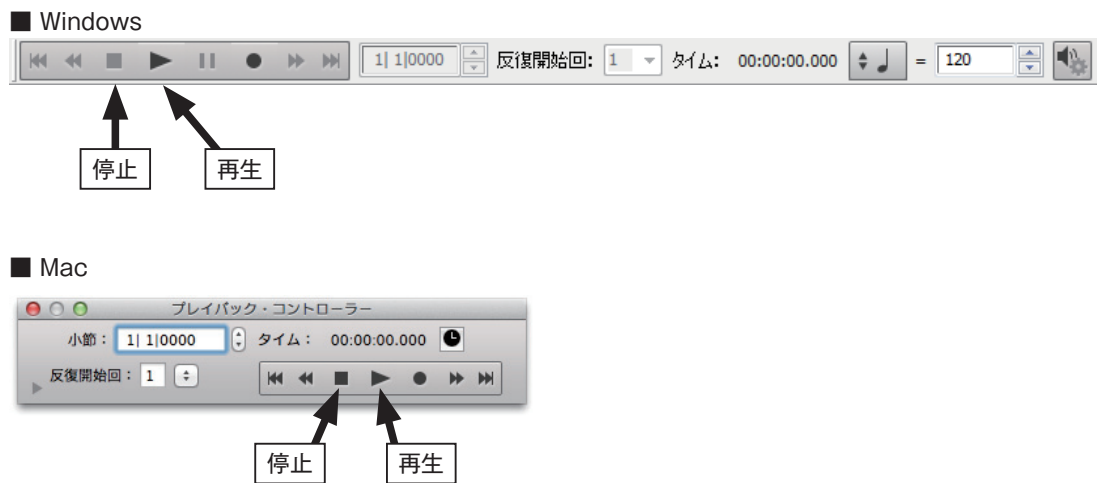 ■ Windows
1| 1|0000 反復開始回: 1 タイム: 00:00:00.000 = 120
停止 再生
■ Mac
プレイバック・コントローラー
小節： 1| 1|0000 タイム： 00:00:00.000
反復開始回： 1
停止 再生